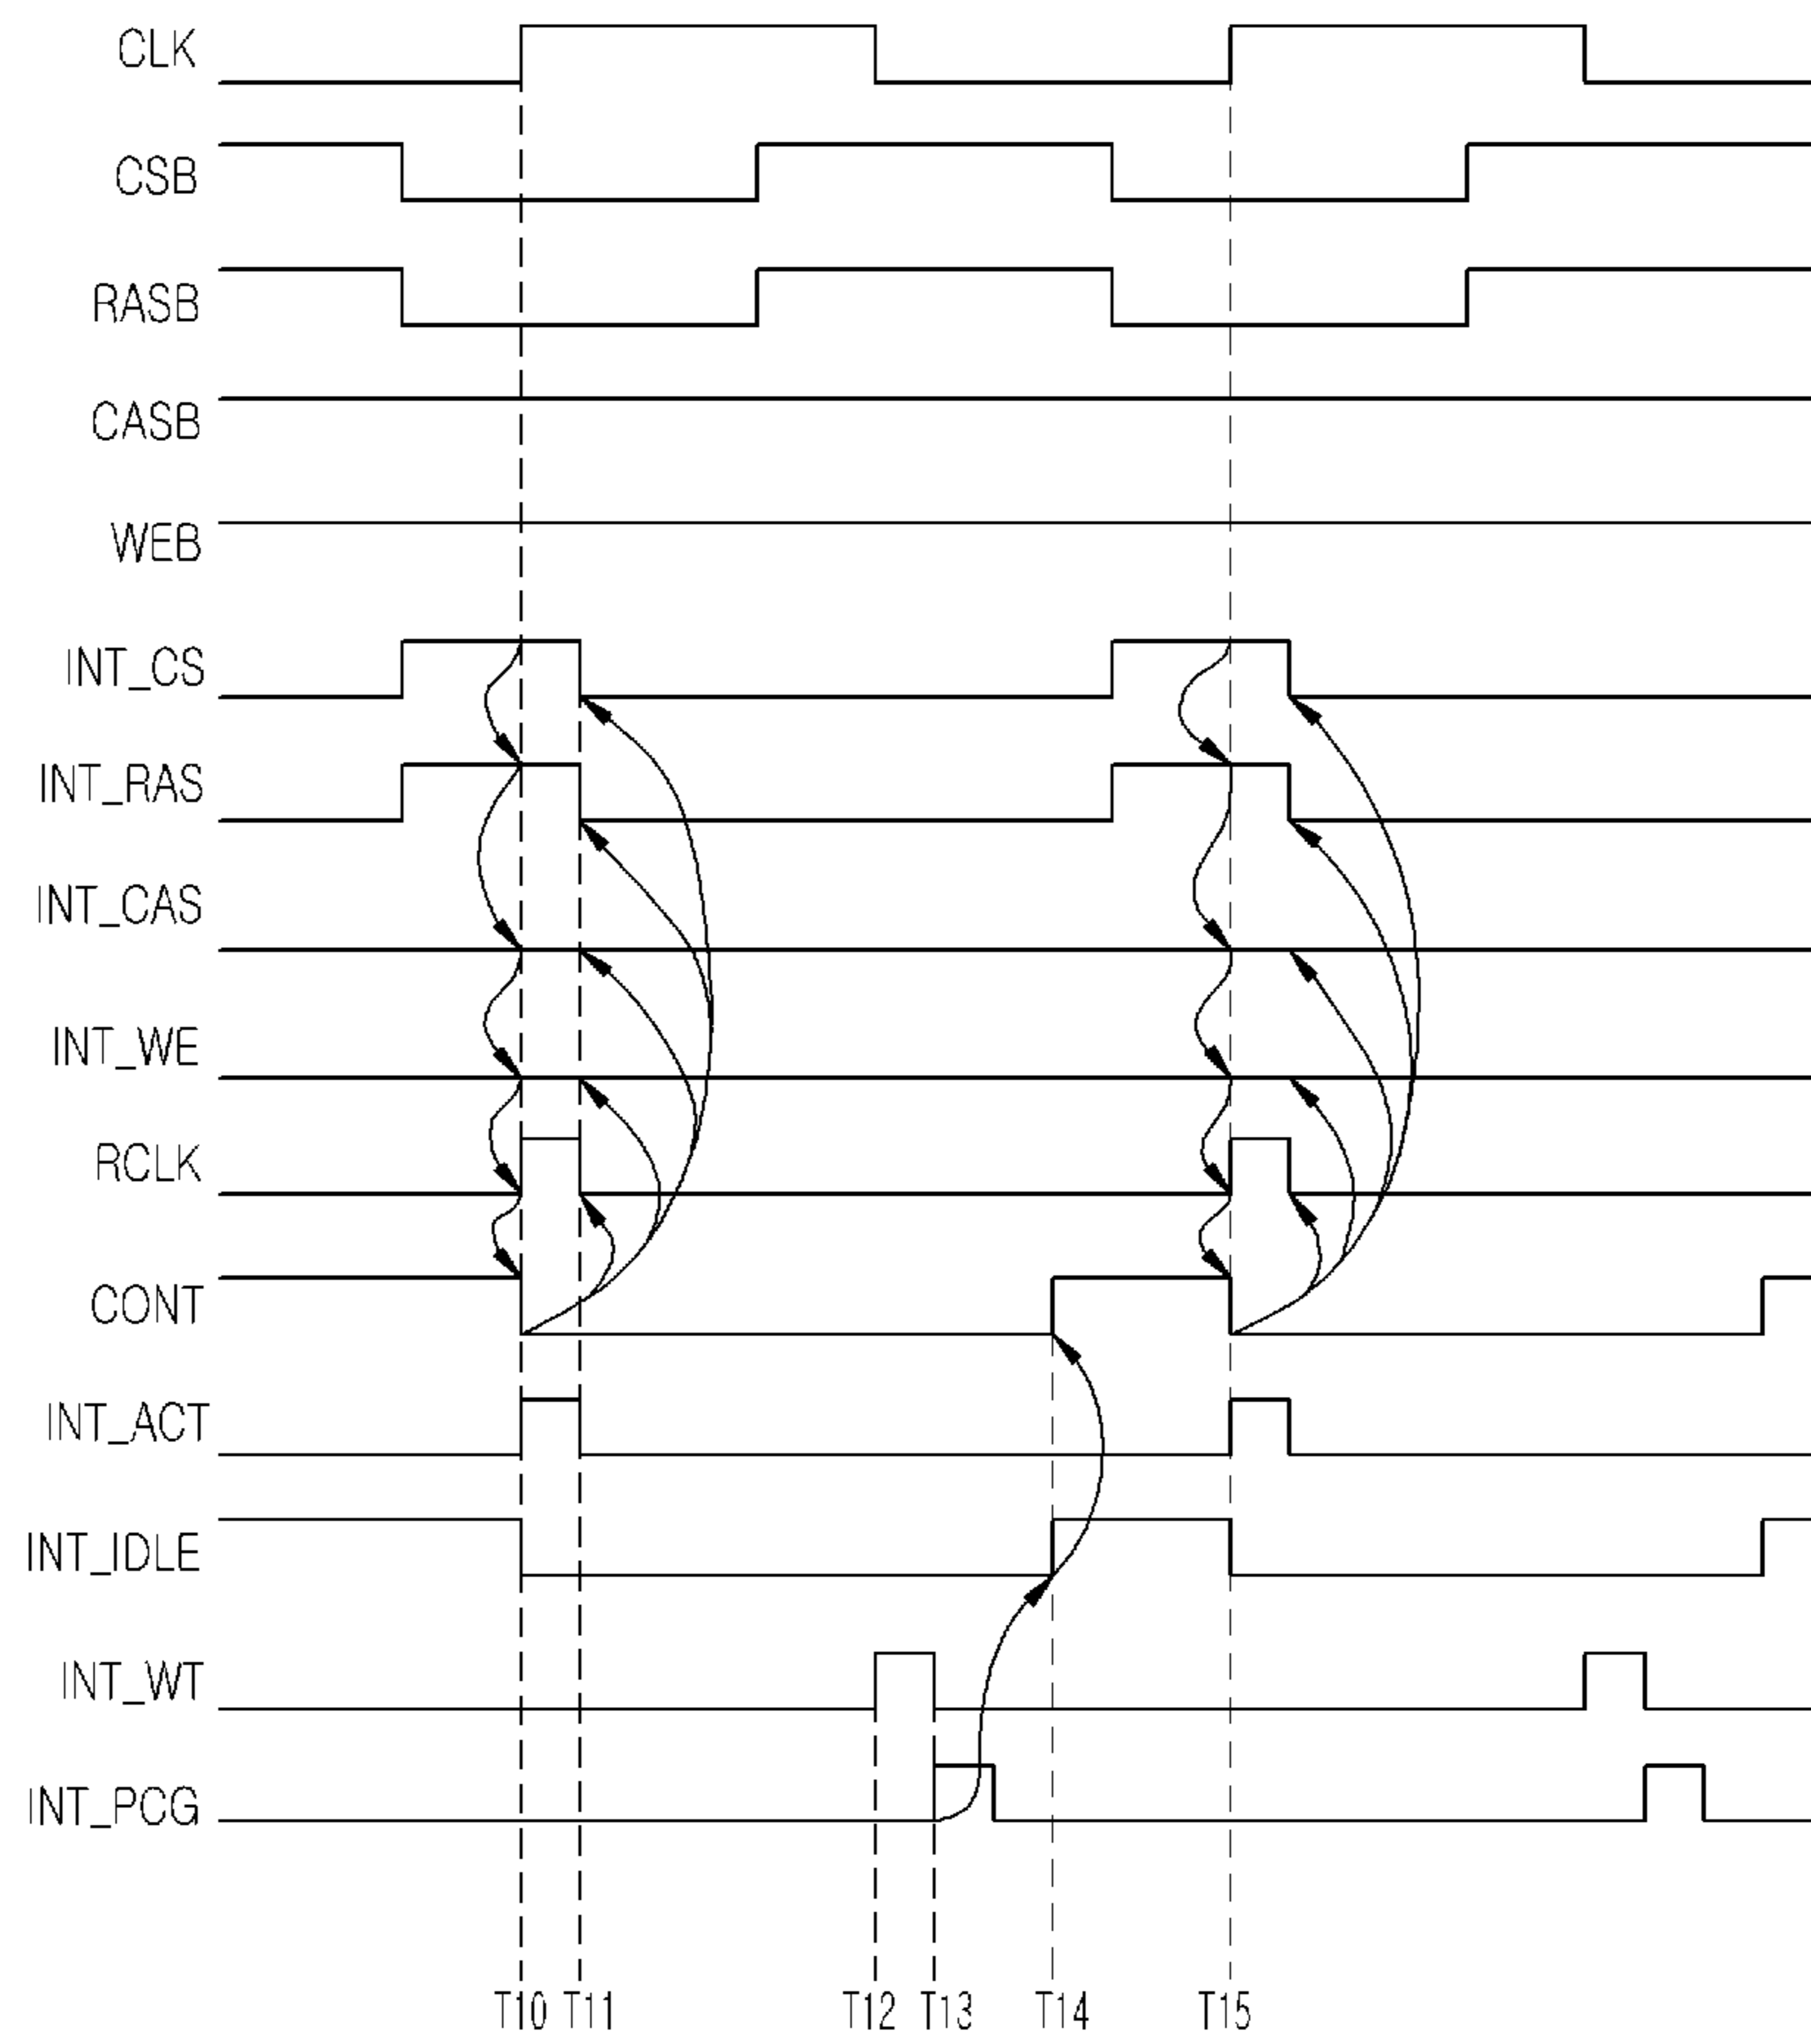 CLK
CSB
RASB
CASB
WEB
INT_CS
INT_RAS
INT_CAS
INT_WE
RCLK
CONT
INT_ACT
INT_IDLE
INT_WT
INT_PCG
T10 T11 T12 T13 T14 T15